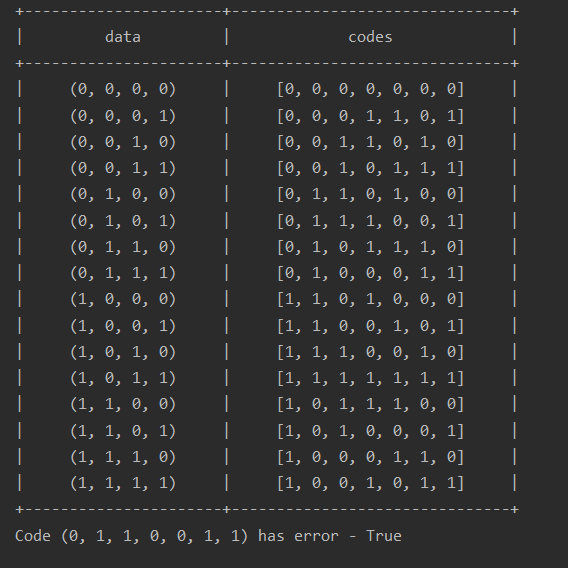 +---------------------+-----------------------------+
|        data         |            codes            |
+---------------------+-----------------------------+
|     (0, 0, 0, 0)    |     [0, 0, 0, 0, 0, 0, 0]   |
|     (0, 0, 0, 1)    |     [0, 0, 0, 1, 1, 0, 1]   |
|     (0, 0, 1, 0)    |     [0, 0, 1, 1, 0, 1, 0]   |
|     (0, 0, 1, 1)    |     [0, 0, 1, 0, 1, 1, 1]   |
|     (0, 1, 0, 0)    |     [0, 1, 1, 0, 1, 0, 0]   |
|     (0, 1, 0, 1)    |     [0, 1, 1, 1, 0, 0, 1]   |
|     (0, 1, 1, 0)    |     [0, 1, 0, 1, 1, 1, 0]   |
|     (0, 1, 1, 1)    |     [0, 1, 0, 0, 0, 1, 1]   |
|     (1, 0, 0, 0)    |     [1, 1, 0, 1, 0, 0, 0]   |
|     (1, 0, 0, 1)    |     [1, 1, 0, 0, 1, 0, 1]   |
|     (1, 0, 1, 0)    |     [1, 1, 1, 0, 0, 1, 0]   |
|     (1, 0, 1, 1)    |     [1, 1, 1, 1, 1, 1, 1]   |
|     (1, 1, 0, 0)    |     [1, 0, 1, 1, 1, 0, 0]   |
|     (1, 1, 0, 1)    |     [1, 0, 1, 0, 0, 0, 1]   |
|     (1, 1, 1, 0)    |     [1, 0, 0, 0, 1, 1, 0]   |
|     (1, 1, 1, 1)    |     [1, 0, 0, 1, 0, 1, 1]   |
+---------------------+-----------------------------+
Code (0, 1, 1, 0, 0, 1, 1) has error - True